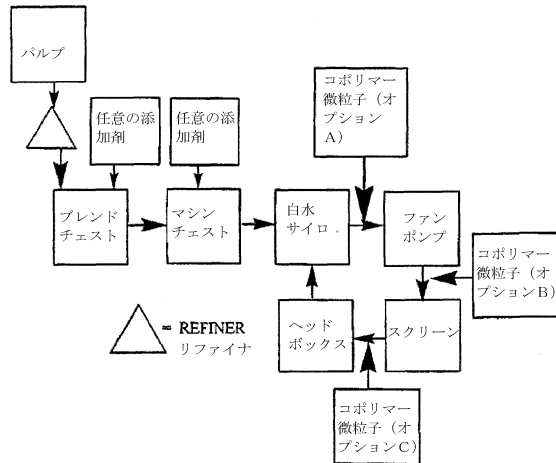 パルプ
任意の添
加剤
任意の添
加剤
コポリマー
微粒子（オ
プション
A）
ブレンド
チェスト
マシン
チェスト
白水
サイロ.
ファン
ポンプ
コポリマー
微粒子（オ
プションB）
= REFINER
リファイナ
ヘッド
ボックス
スクリーン
コポリマー
微粒子（オ
プションC）